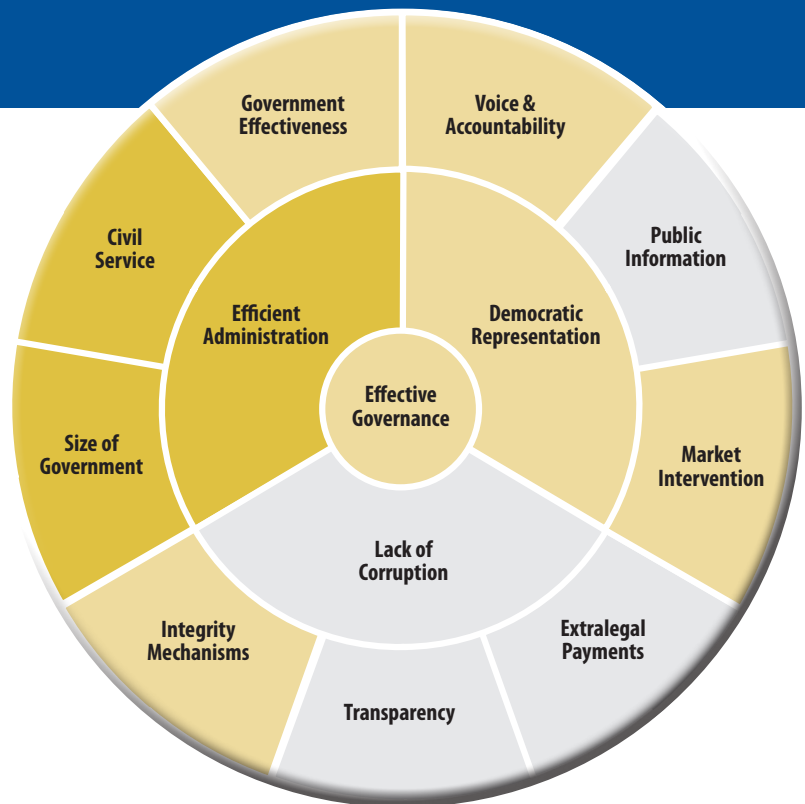 Government
Effectiveness
Voice &
Accountability
Civil
Service
Public
Information
Efficient
Administration
Democratic
Representation
Effective
Governance
Size of
Government
Market
Intervention
Lack of
Corruption
Integrity
Mechanisms
Extralegal
Payments
Transparency